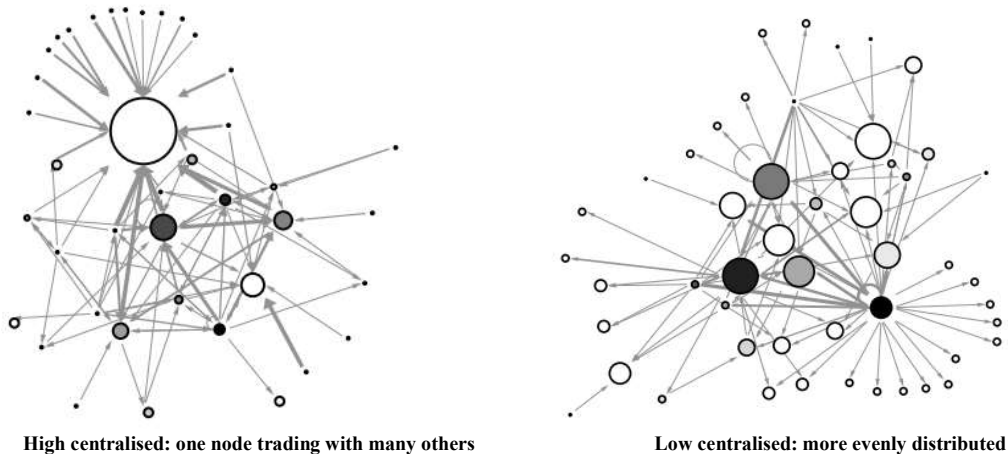 High centralised: one node trading with many others
Low centralised: more evenly distributed